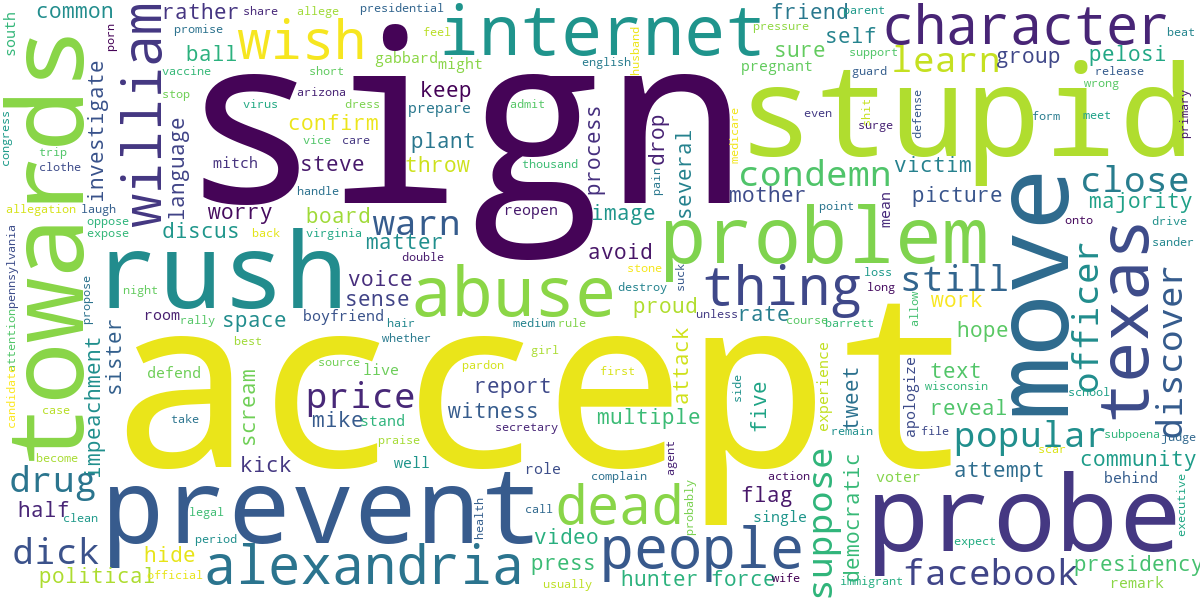 south
common
porn
rather
promise
share
allege
wish
presidential
feel
internet
husband
english
friend
parent
pressure
self
character
beat
towards
william
ball
vaccine
stop
short
gabbard
might
sure
support
pregnant
learn
group
pelosi
release
wrong
congress
trip
clothe
investigate
language
mitch
virus
arizona
dress
confirm
vice
care
steve
handle
keep
prepare
plant
throw
sign
admit
thousand
process
paindrop
several
medicare
stupid
guard
hit
even
surge
defense
form
meet
primary
allegation
laugh
oppose
expose
worry
discus
back
board
virginia
warn
matter
double
reopen
image
avoid
condemn
mother
point
victim
mean
picture
close
majority
onto
drive
sander
move
texas
officer
discover
pennsylvania
attention
candidate
propose
night
room
rally
rush
voice
sense
space
boyfriend
hair
whether
abuse
medium
rule
stone
destroy
suck
proud
problem
thing
unless
rate
course
barrett
loss
long
still
allow
work
hope
sister
impeachment
best
defend
scream
source
live
accept
pardon
girl
first
attack
side
experience
apologize
text
wisconsin
reveal
school
case
become
take
price
mike
stand
praise
report
witness
secretary
multiple
five
tweet
remain
file
popular
subpoena
scar
judge
community
drug
half
clean
kick
well
role
complain
agent
action
voter
attempt
behind
executive
dick
legal
period
prevent
health
call
dead
probably
flag
single
suppose
democratic
probe
expect
political
hide
official
alexandria
video
press
usually
people
hunter
force
wife
immigrant
facebook
presidency
remark